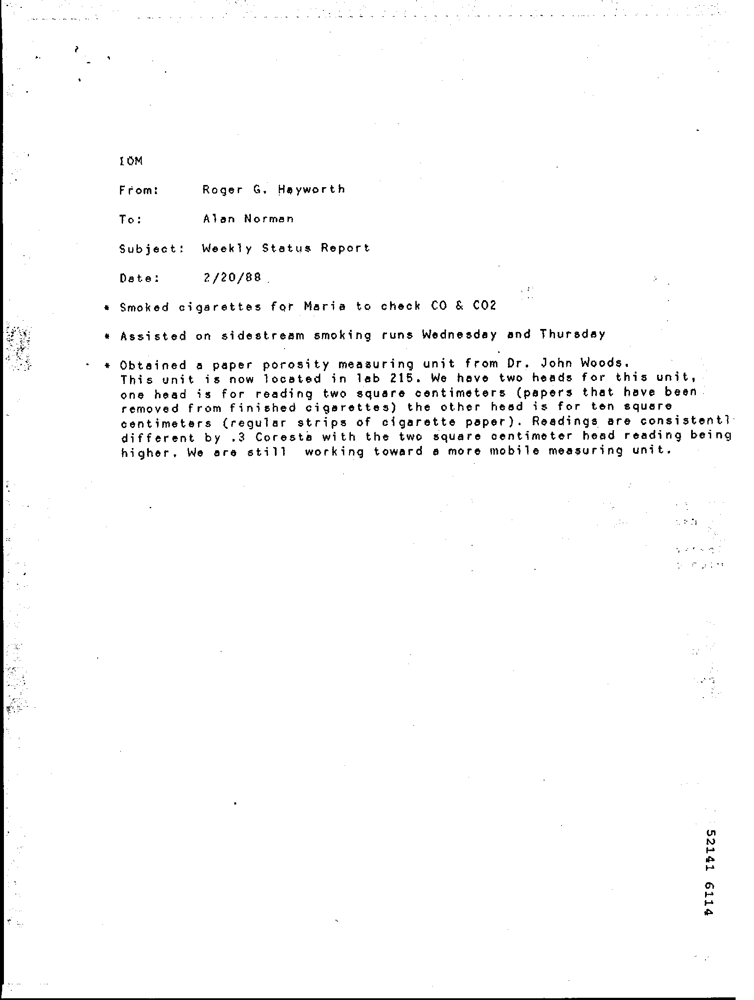 IOM
From: Roger G. Hayworth
To: Alan Norman
Subject: Weekly Status Report
Date: 2/20/88
* Smoked cigarettes for Maria to check CO & CO2
* Assisted on sidestream smoking runs Wednesday and Thursday
* Obtained a paper porosity measuring unit from Dr. John Woods.
This unit is now located in lab 215. We have two heads for this unit,
one head is for reading two square centimeters (papers that have been
removed from finished cigarettes) the other head is for ten square
centimeters (regular strips of cigarette paper). Readings are consistentl
different by .3 Coresta with the two square centimeter head reading being
higher. We are still working toward a more mobile measuring unit.
52141 6114